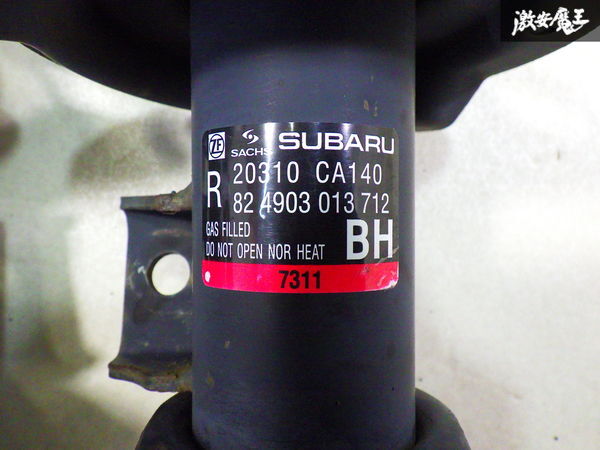 激安魔王
ZF SACHS SUBARU
R 20310 CA140
82 4903 013 712
GAS FILLED
DO NOT OPEN NOR HEAT BH
7311